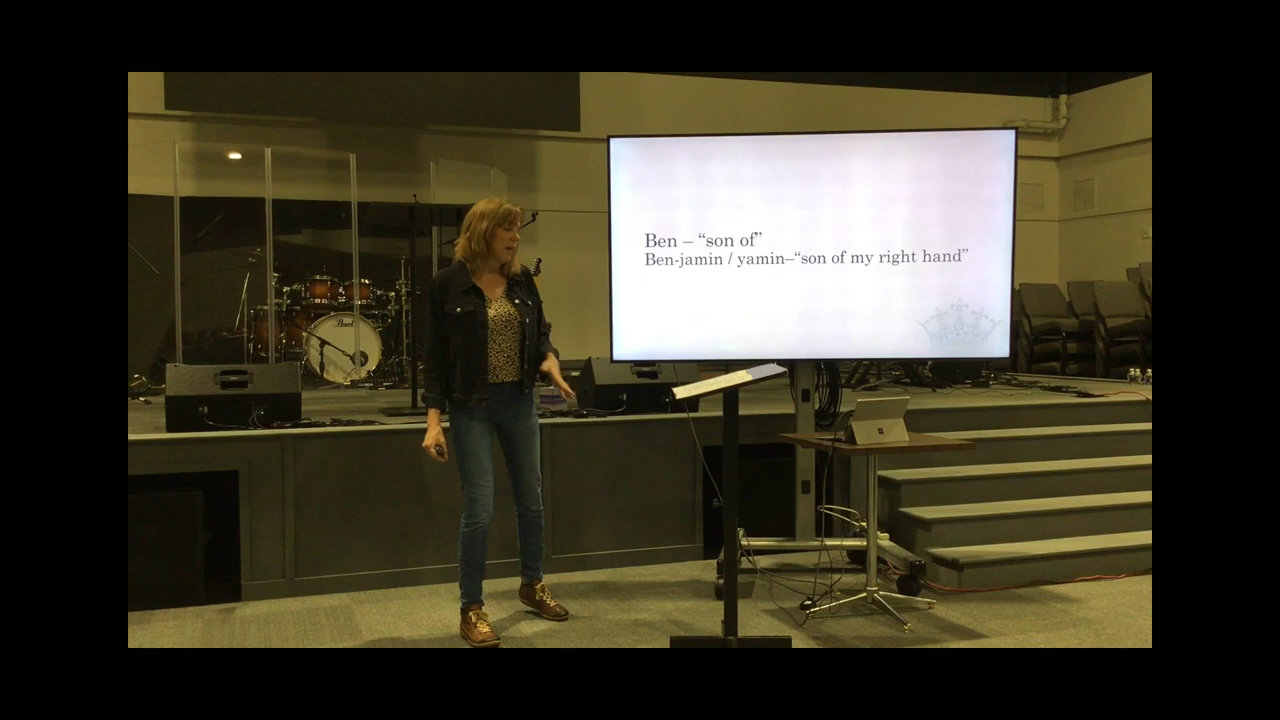 Ben – “son of”
Ben-jamin / yamin–“son of my right hand”
Pearl